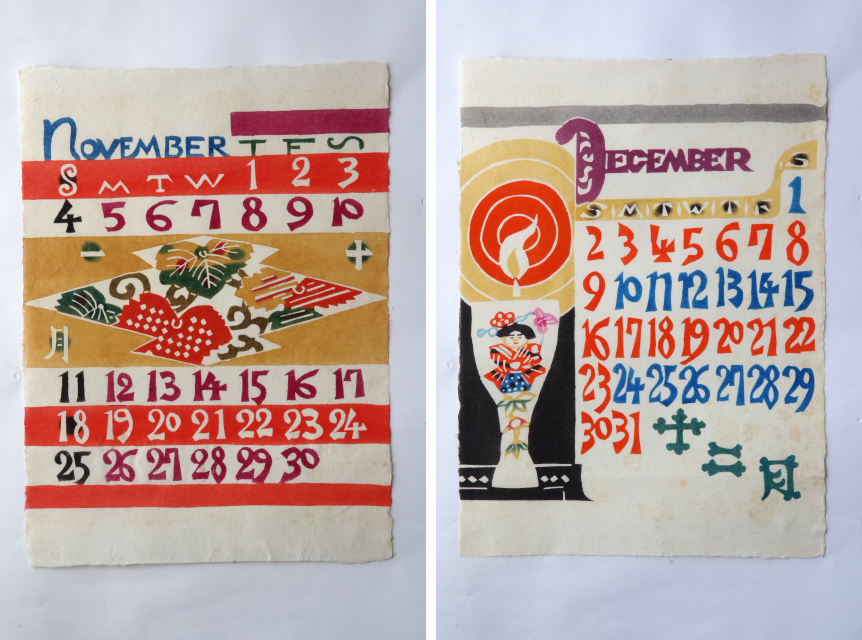 NOVEMBER T F S
S M T W 1 2 3
4 5 6 7 8 9 10
十一
月
11 12 13 14 15 16 17
18 19 20 21 22 23 24
25 26 27 28 29 30
DECEMBER
S M T W T F S
1
2 3 4 5 6 7 8
9 10 11 12 13 14 15
16 17 18 19 20 21 22
23 24 25 26 27 28 29
30 31
十二月